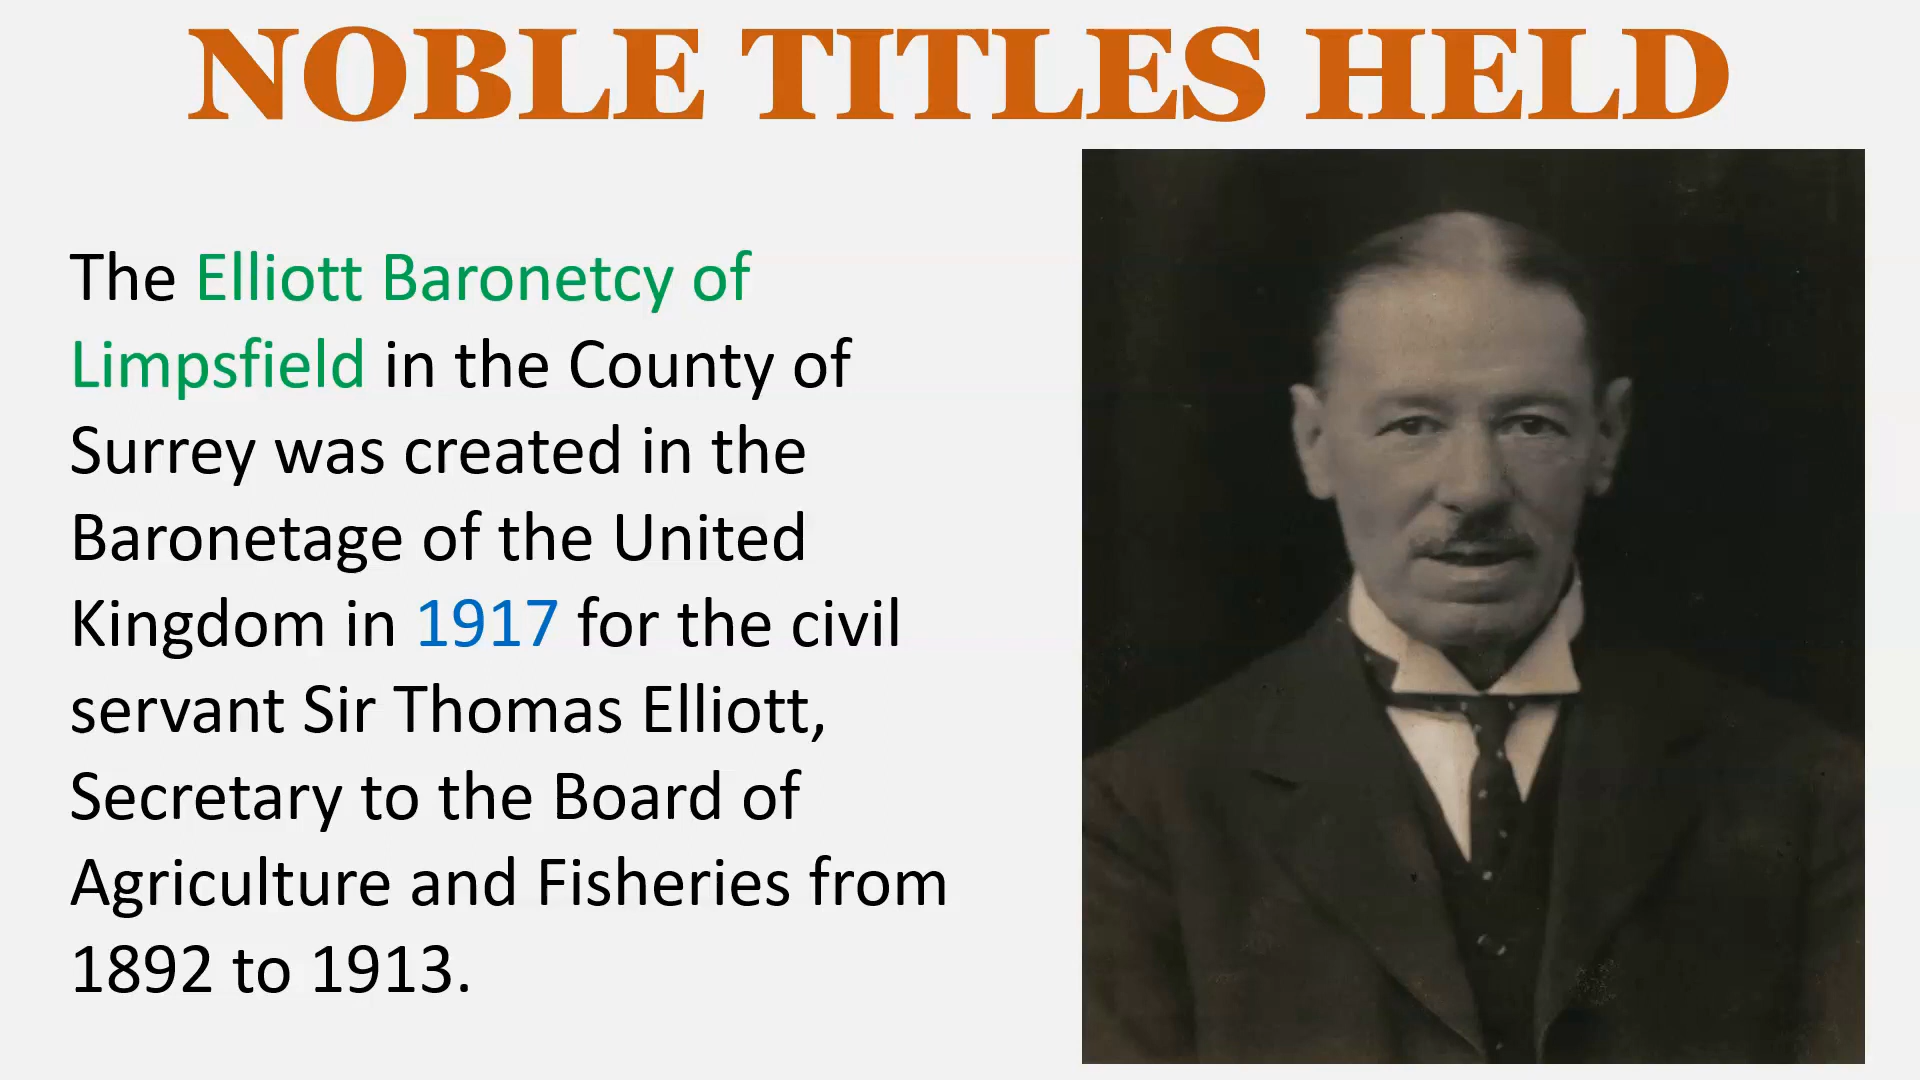 NOBLE TITLES HELD
The Elliott Baronetcy of
Limpsfield in the County of
Surrey was created in the
Baronetage of the United
Kingdom in 1917 for the civil
servant Sir Thomas Elliott,
Secretary to the Board of
Agriculture and Fisheries from
1892 to 1913.